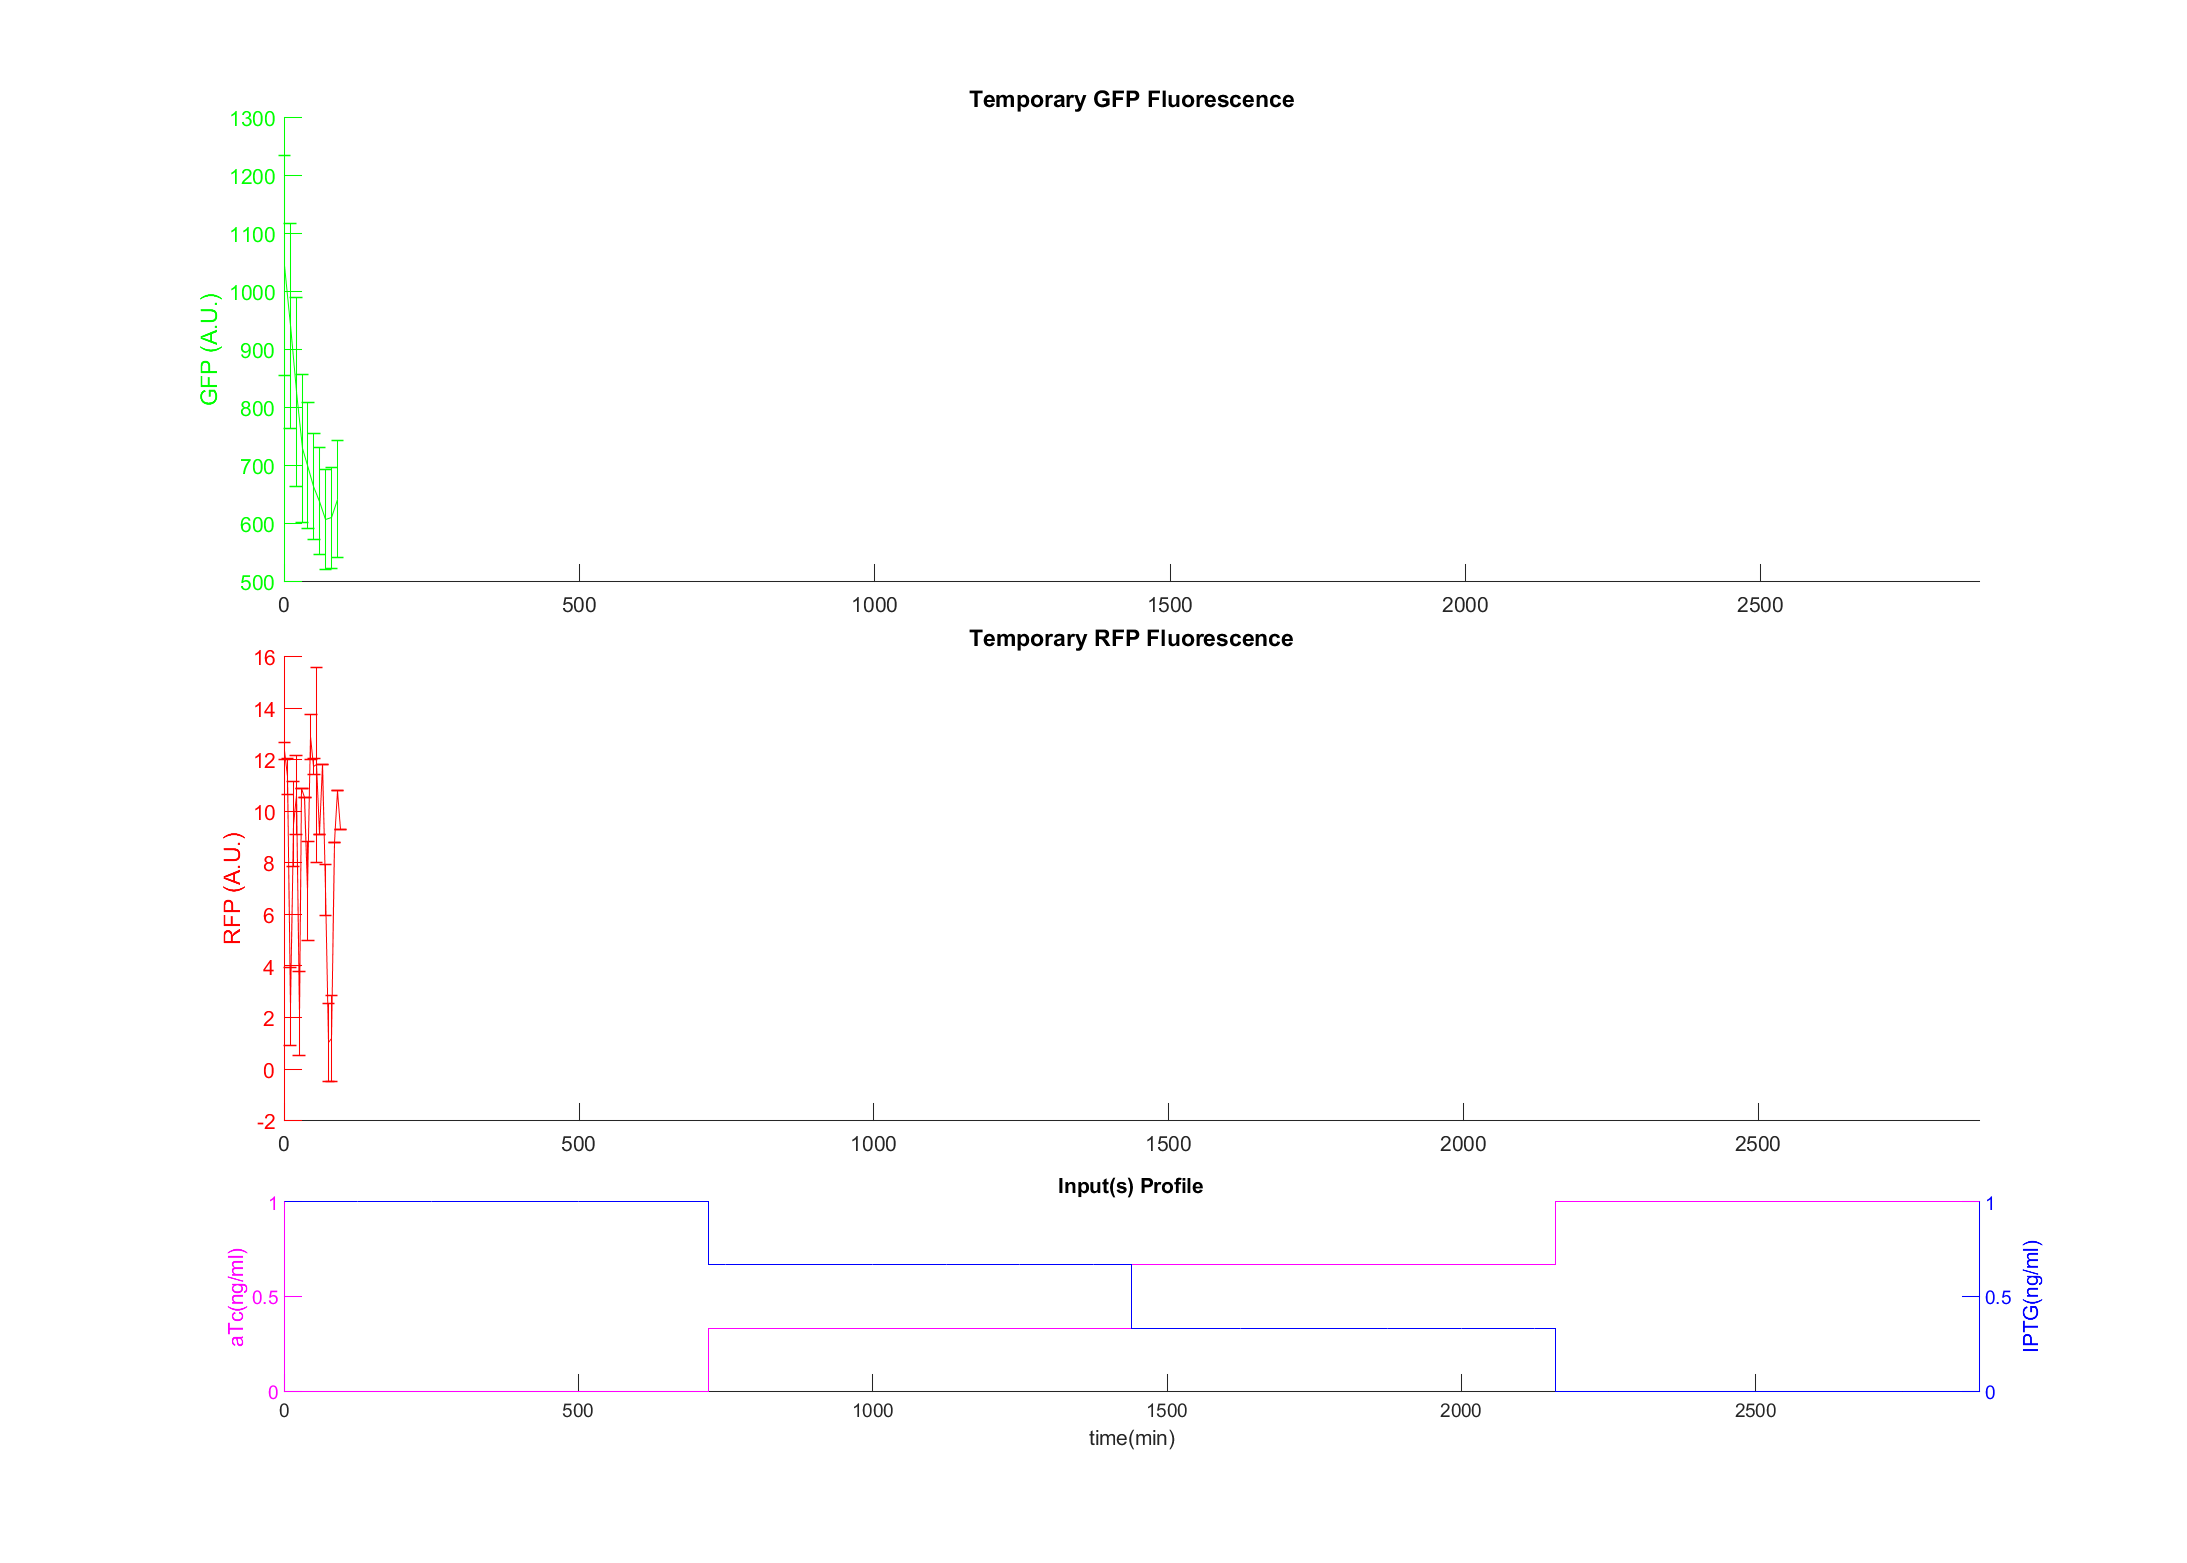 Temporary GFP Fluorescence
1300
1200
1100
1000
900
800
700
600
500
GFP (A.U.)
0 500 1000 1500 2000 2500
Temporary RFP Fluorescence
16
14
12
10
8
6
4
2
0
-2
RFP (A.U.)
0 500 1000 1500 2000 2500
Input(s) Profile
1
0.5
0
aTc(ng/ml)
1
0.5
0
IPTG(ng/ml)
0 500 1000 1500 2000 2500
time(min)